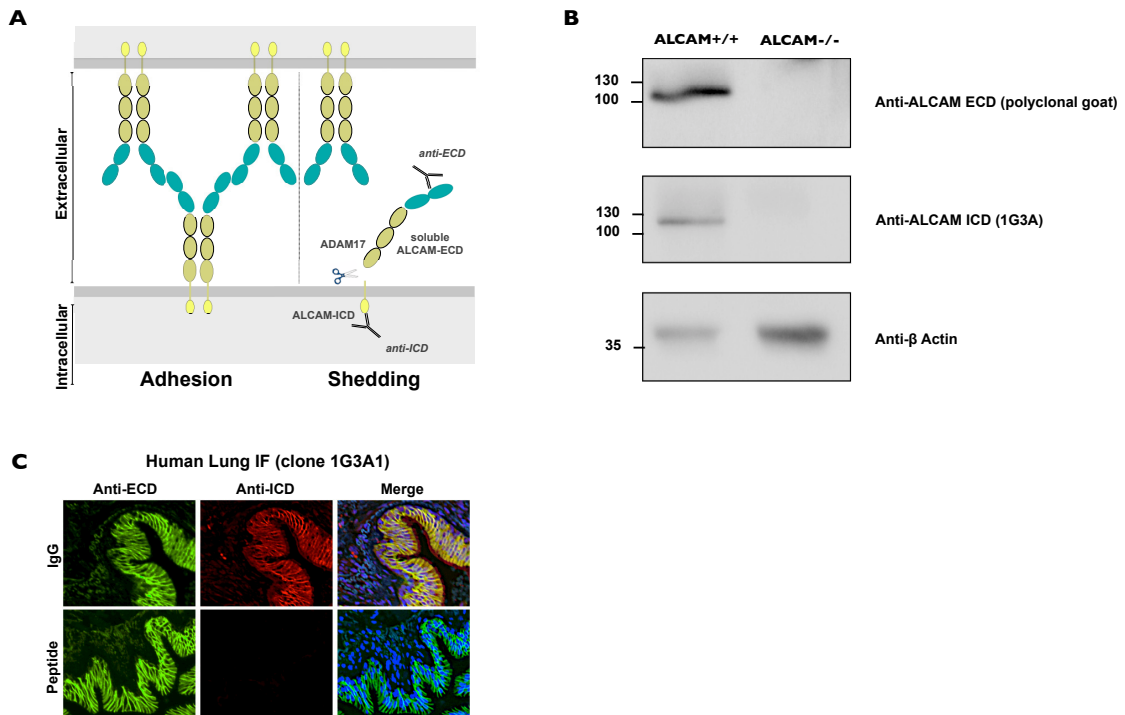 A
Extracellular
Intracellular
anti-ECD
ADAM17
soluble
ALCAM-ECD
ALCAM-ICD
anti-ICD
Adhesion
Shedding
B
ALCAM+/+ ALCAM-/-
130
100
Anti-ALCAM ECD (polyclonal goat)
130
100
Anti-ALCAM ICD (1G3A)
35
Anti-β Actin
C
Human Lung IF (clone 1G3A1)
Anti-ECD Anti-ICD Merge
IgG
Peptide